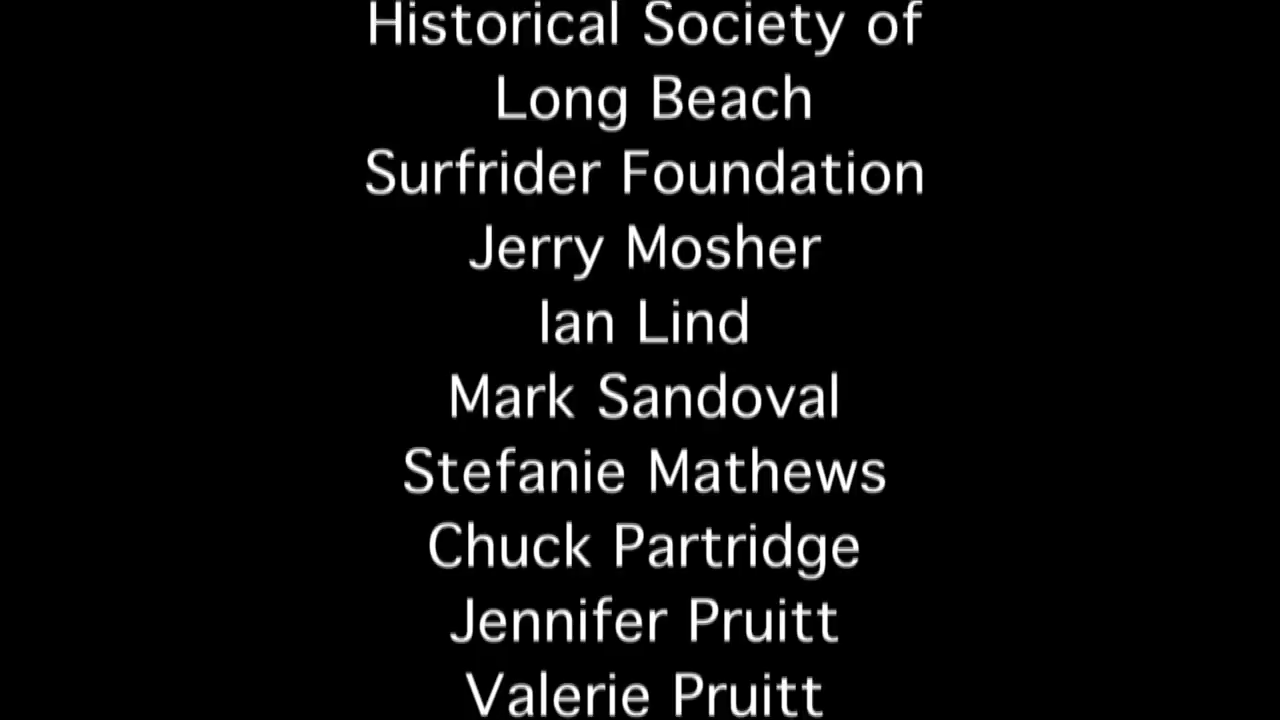 Historical Society of
Long Beach
Surfrider Foundation
Jerry Mosher
Ian Lind
Mark Sandoval
Stefanie Mathews
Chuck Partridge
Jennifer Pruitt
Valerie Pruitt